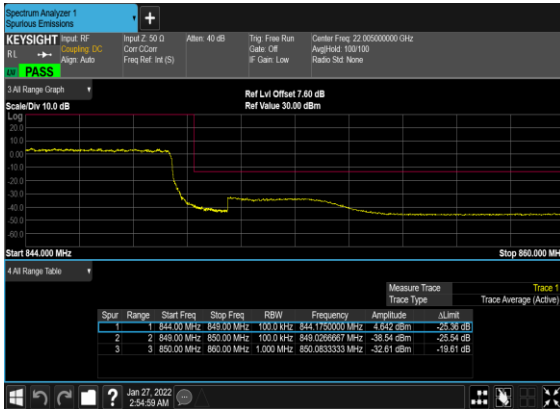 Spectrum Analyzer 1
Spurious Emissions
+
KEYSIGHT
RL
PASS
Input: RF
Coupling: DC
Align: Auto
Input Z: 50 Ω
Corr CCorr
Freq Ref: Int (S)
Atten: 40 dB
Trig: Free Run
Gate: Off
IF Gain: Low
Center Freq: 22.005000000 GHz
Avg|Hold: 100/100
Radio Std: None
3 All Range Graph
Scale/Div 10.0 dB
Ref Lvl Offset 7.60 dB
Ref Value 30.00 dBm
Log
20.0
10.0
0.00
-10.0
-20.0
-30.0
-40.0
-50.0
-60.0
Start 844.000 MHz
Stop 860.000 MH
4 All Range Table
Measure Trace Trace 1
Trace Type Trace Average (Active)
Spur Range Start Freq Stop Freq RBW Frequency Amplitude ΔLimit
1 1 844.00 MHz 849.00 MHz 100.0 kHz 844.1750000 MHz 4.642 dBm -25.36 dB
2 2 849.00 MHz 850.00 MHz 100.0 kHz 849.0266667 MHz -38.54 dBm -25.54 dB
3 3 850.00 MHz 860.00 MHz 1.000 MHz 850.0833333 MHz -32.61 dBm -19.61 dB
?
Jan 27, 2022
2:54:59 AM